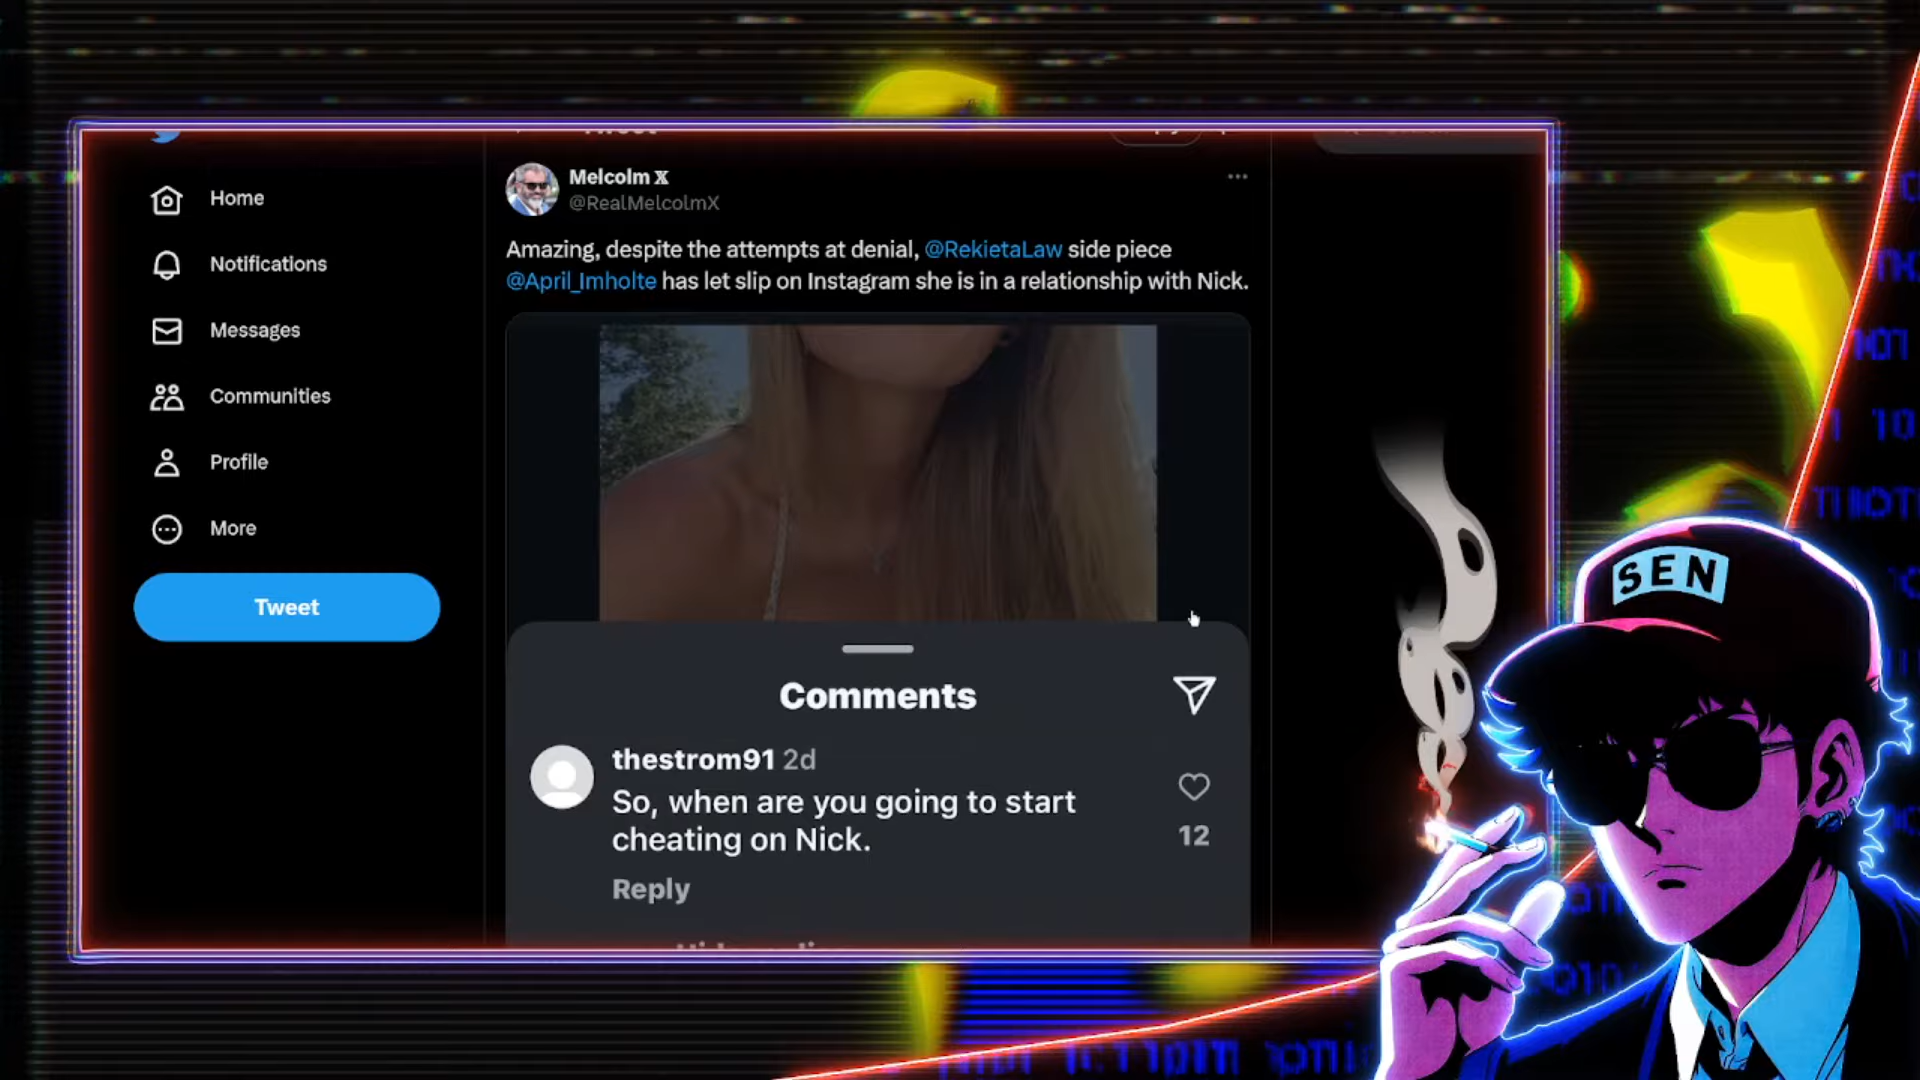 Home
Notifications
Messages
Communities
Profile
More
Tweet
Melcolm X
@RealMelcolmX
Amazing, despite the attempts at denial, @RekietaLaw side piece
@April_Imholte has let slip on Instagram she is in a relationship with Nick.
Comments
thestrom91 2d
So, when are you going to start
cheating on Nick.
12
Reply
SEN